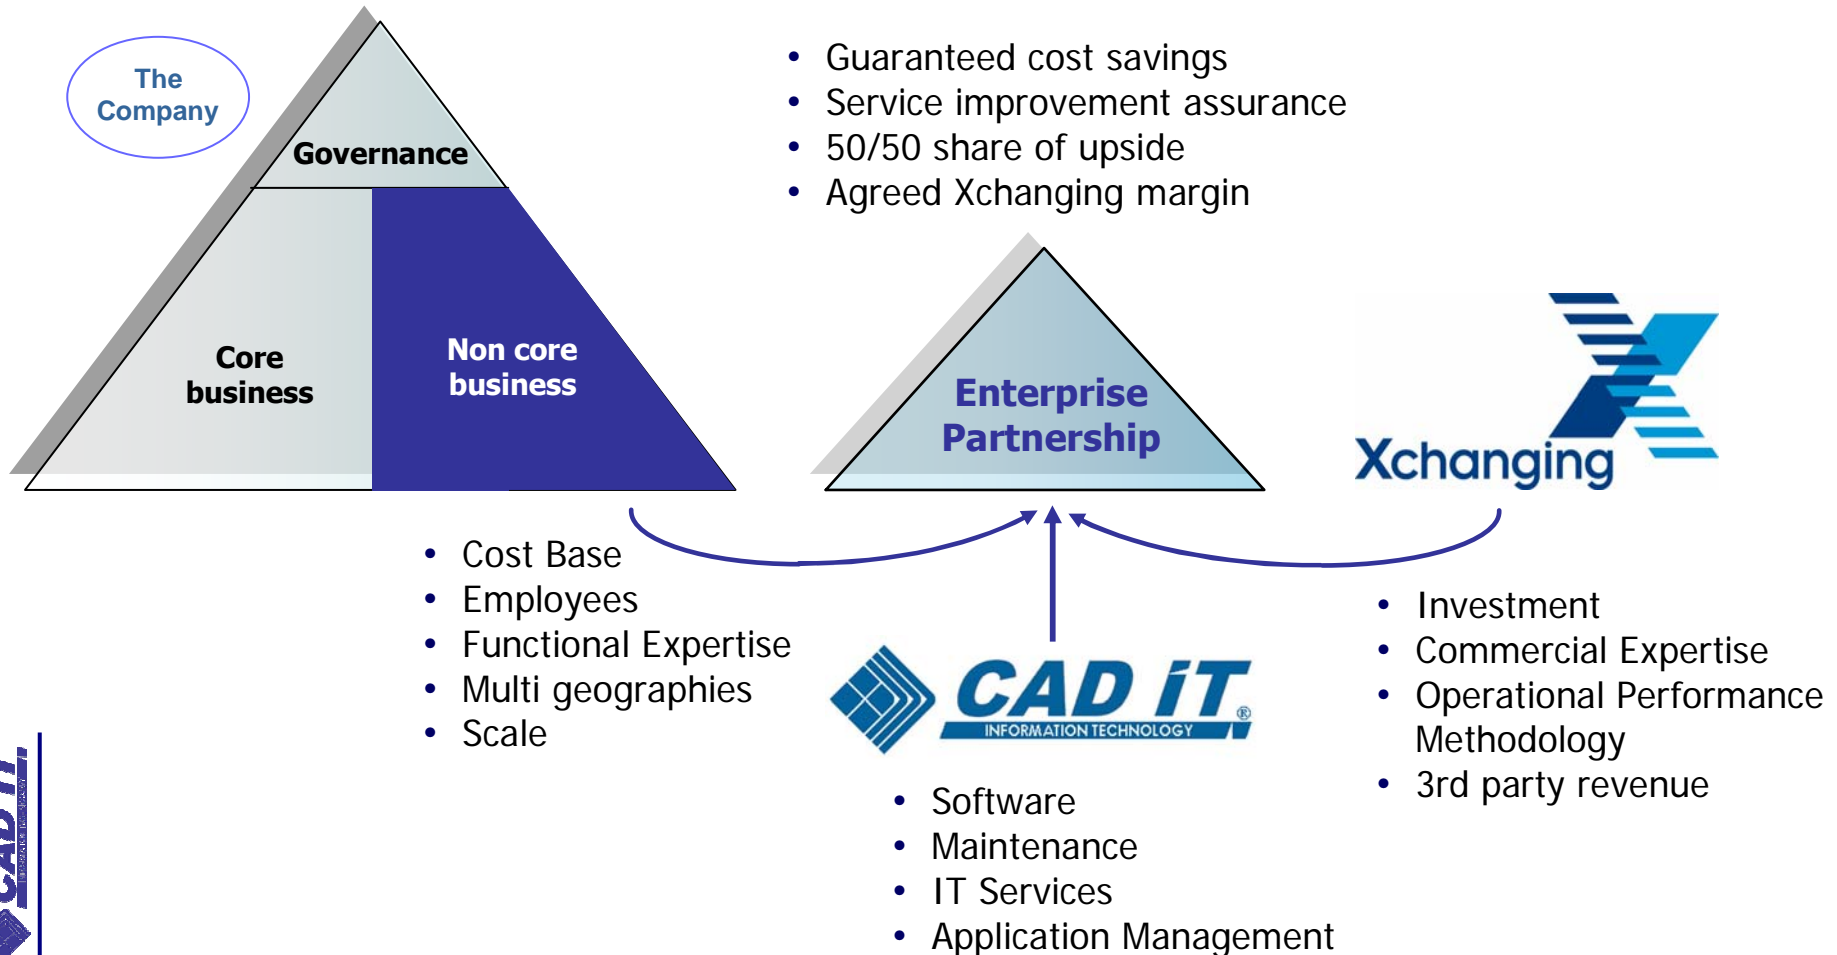 The
Company
Governance
Core
business
Non core
business
• Guaranteed cost savings
• Service improvement assurance
• 50/50 share of upside
• Agreed Xchanging margin
Enterprise
Partnership
Xchanging
• Cost Base
• Employees
• Functional Expertise
• Multi geographies
• Scale
CAD iT®
INFORMATION TECHNOLOGY
• Software
• Maintenance
• IT Services
• Application Management
• Investment
• Commercial Expertise
• Operational Performance
Methodology
• 3rd party revenue
CAD iT